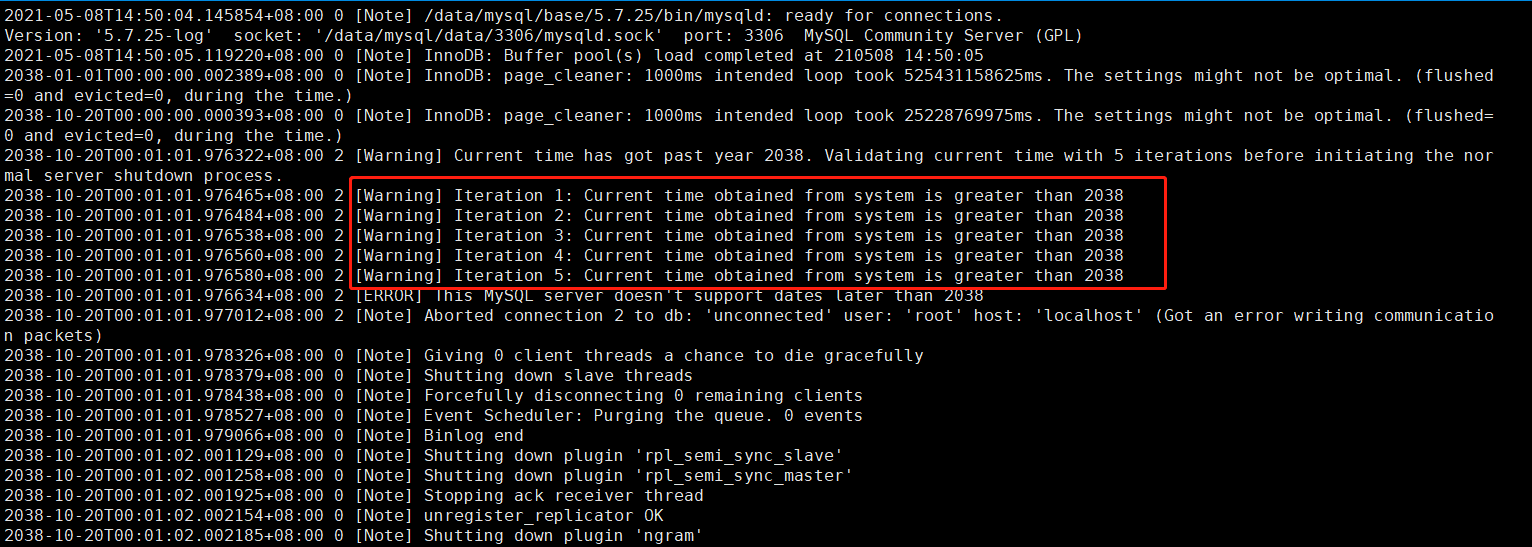 2021-05-08T14:50:04.145854+08:00 0 [Note] /data/mysql/base/5.7.25/bin/mysqld: ready for connections.
Version: '5.7.25-log'  socket: '/data/mysql/data/3306/mysqld.sock'  port: 3306  MySQL Community Server (GPL)
2021-05-08T14:50:05.119220+08:00 0 [Note] InnoDB: Buffer pool(s) load completed at 210508 14:50:05
2038-01-01T00:00:00.002389+08:00 0 [Note] InnoDB: page_cleaner: 1000ms intended loop took 525431158625ms. The settings might not be optimal. (flushed
=0 and evicted=0, during the time.)
2038-10-20T00:00:00.000393+08:00 0 [Note] InnoDB: page_cleaner: 1000ms intended loop took 25228769975ms. The settings might not be optimal. (flushed=
0 and evicted=0, during the time.)
2038-10-20T00:01:01.976322+08:00 2 [Warning] Current time has got past year 2038. Validating current time with 5 iterations before initiating the nor
mal server shutdown process.
2038-10-20T00:01:01.976465+08:00 2 [Warning] Iteration 1: Current time obtained from system is greater than 2038
2038-10-20T00:01:01.976484+08:00 2 [Warning] Iteration 2: Current time obtained from system is greater than 2038
2038-10-20T00:01:01.976538+08:00 2 [Warning] Iteration 3: Current time obtained from system is greater than 2038
2038-10-20T00:01:01.976560+08:00 2 [Warning] Iteration 4: Current time obtained from system is greater than 2038
2038-10-20T00:01:01.976580+08:00 2 [Warning] Iteration 5: Current time obtained from system is greater than 2038
2038-10-20T00:01:01.976634+08:00 2 [ERROR] This MySQL server doesn't support dates later than 2038
2038-10-20T00:01:01.977012+08:00 2 [Note] Aborted connection 2 to db: 'unconnected' user: 'root' host: 'localhost' (Got an error writing communicatio
n packets)
2038-10-20T00:01:01.978326+08:00 0 [Note] Giving 0 client threads a chance to die gracefully
2038-10-20T00:01:01.978379+08:00 0 [Note] Shutting down slave threads
2038-10-20T00:01:01.978438+08:00 0 [Note] Forcefully disconnecting 0 remaining clients
2038-10-20T00:01:01.978527+08:00 0 [Note] Event Scheduler: Purging the queue. 0 events
2038-10-20T00:01:01.979066+08:00 0 [Note] Binlog end
2038-10-20T00:01:02.001129+08:00 0 [Note] Shutting down plugin 'rpl_semi_sync_slave'
2038-10-20T00:01:02.001258+08:00 0 [Note] Shutting down plugin 'rpl_semi_sync_master'
2038-10-20T00:01:02.001925+08:00 0 [Note] Stopping ack receiver thread
2038-10-20T00:01:02.002154+08:00 0 [Note] unregister_replicator OK
2038-10-20T00:01:02.002185+08:00 0 [Note] Shutting down plugin 'ngram'